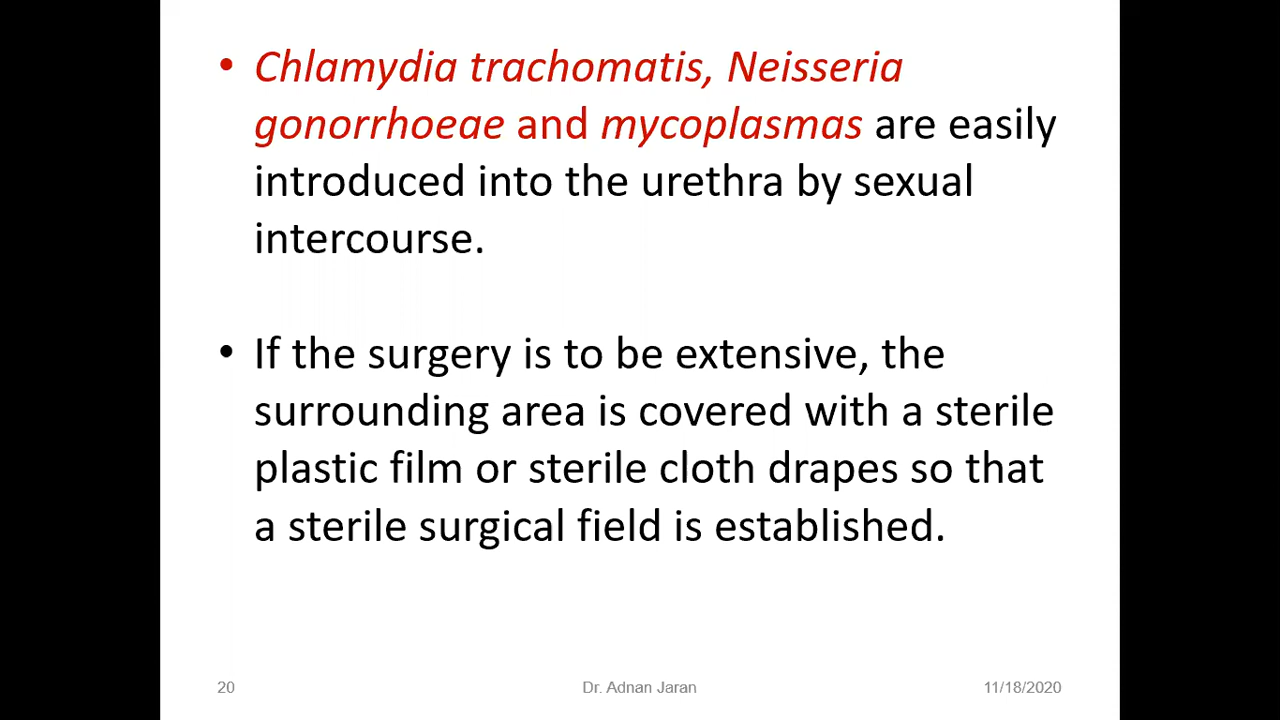 • Chlamydia trachomatis, Neisseria
gonorrhoeae and mycoplasmas are easily
introduced into the urethra by sexual
intercourse.
• If the surgery is to be extensive, the
surrounding area is covered with a sterile
plastic film or sterile cloth drapes so that
a sterile surgical field is established.
20 Dr. Adnan Jaran 11/18/2020